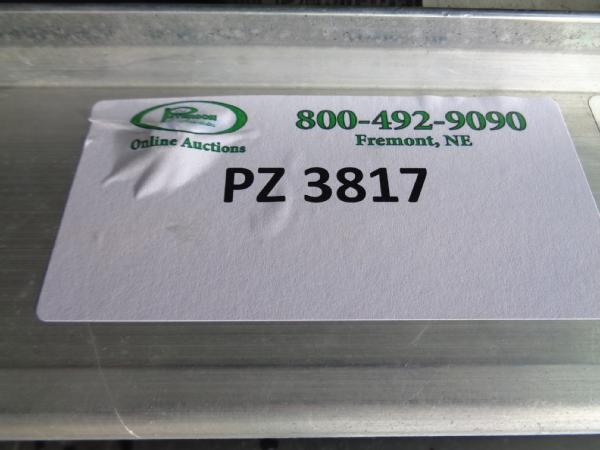 Online Auctions
800-492-9090
Fremont, NE
PZ 3817